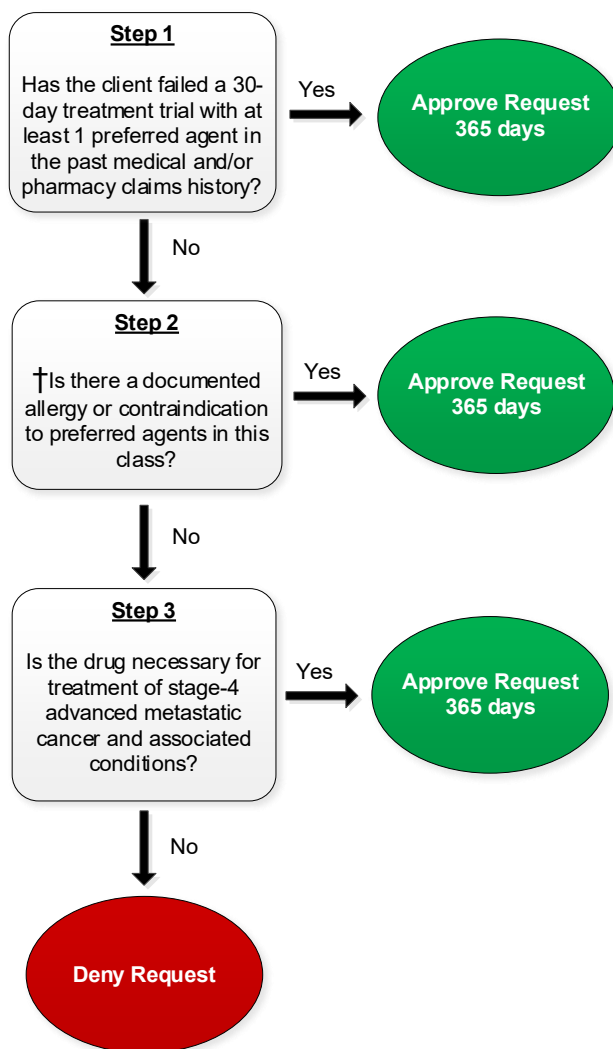 Step 1
Has the client failed a 30-
day treatment trial with at
least 1 preferred agent in
the past medical and/or
pharmacy claims history?
Yes
Approve Request
365 days
No
Step 2
†Is there a documented
allergy or contraindication
to preferred agents in this
class?
Yes
Approve Request
365 days
No
Step 3
Is the drug necessary for
treatment of stage-4
advanced metastatic
cancer and associated
conditions?
Yes
Approve Request
365 days
No
Deny Request